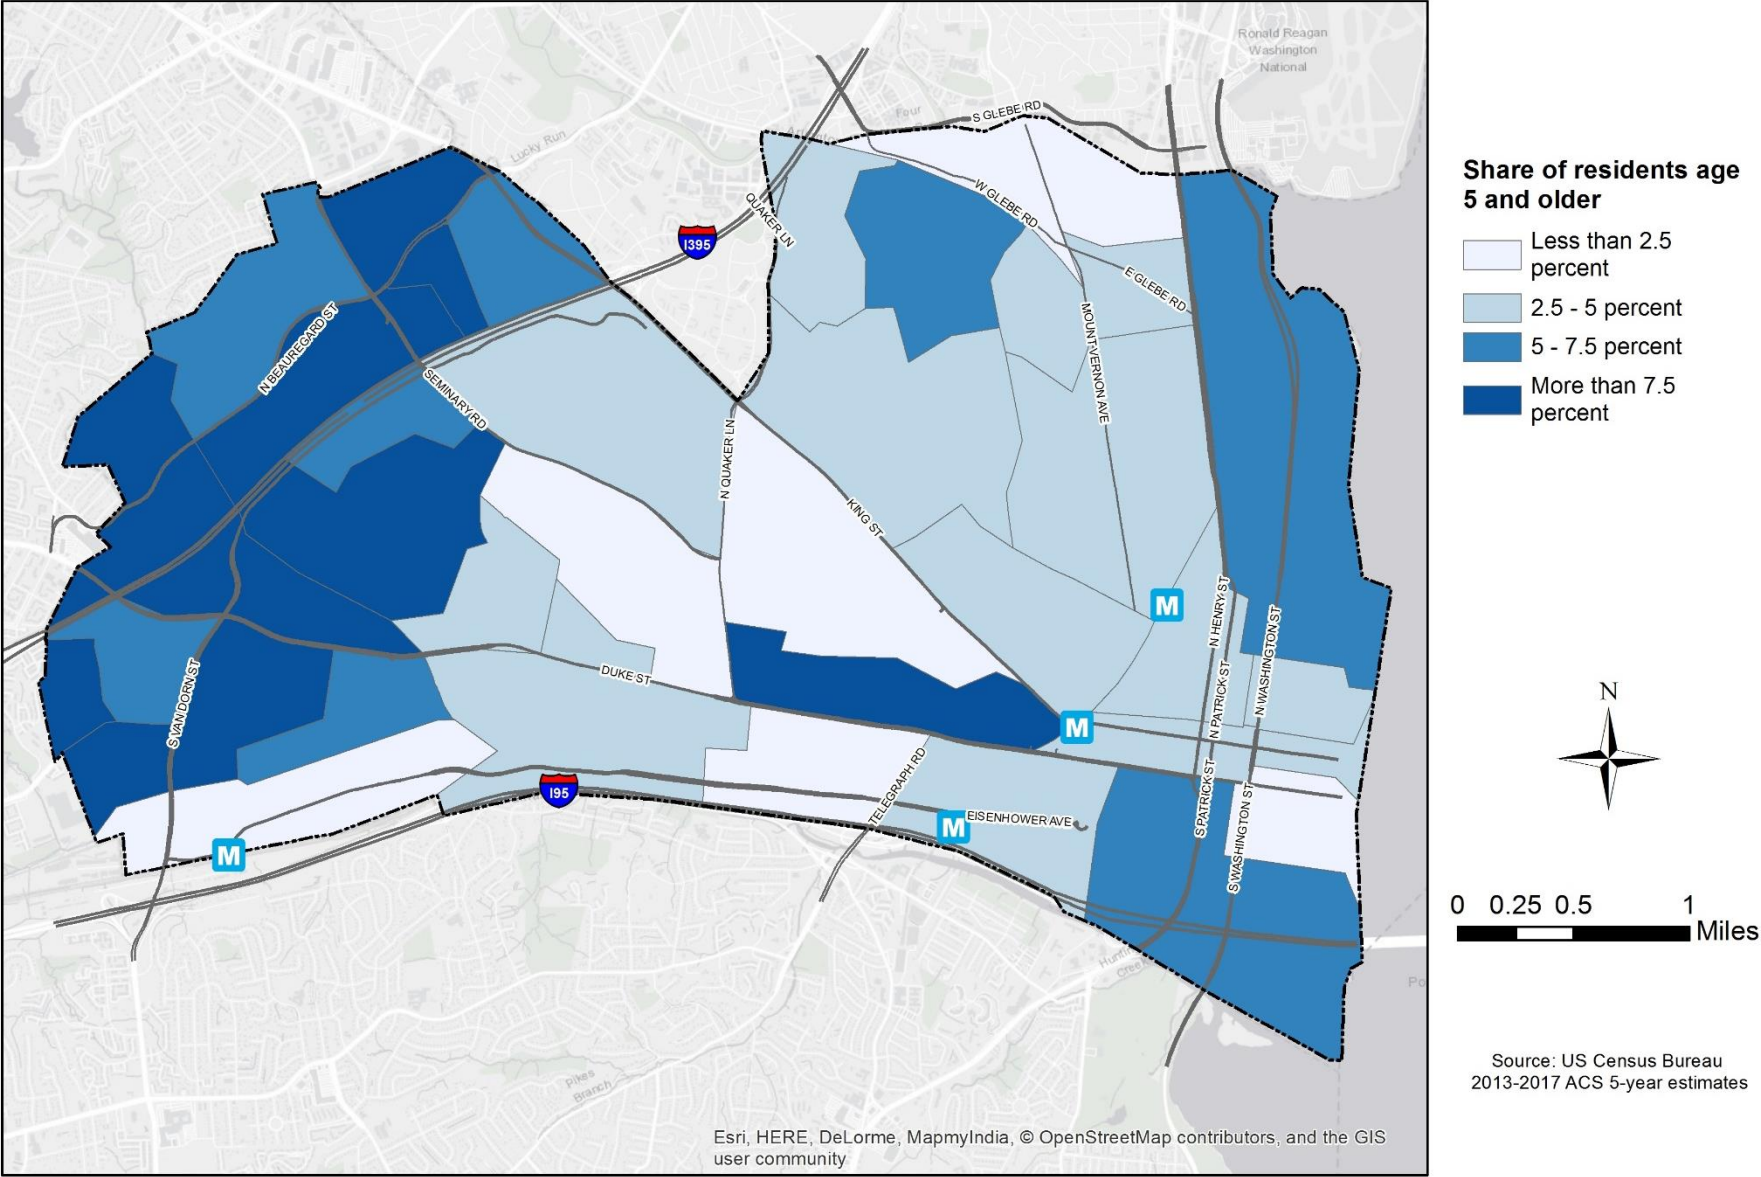 Ronald Reagan
Washington
National
S GLEBE RD
Four
Lucky Run
QUAKER LN
W GLEBE RD
I395
E GLEBE RD
N BEAUREGARD ST
MOUNT VERNON AVE
SEMINARY RD
N QUAKER LN
KING ST
M
N HENRY ST
N WASHINGTON ST
DUKE ST
N PATRICK ST
S VAN DORN ST
M
TELEGRAPH RD
I95
S PATRICK ST
S WASHINGTON ST
M
EISENHOWER AVE
M
Creek
Pikes
Branch
Esri, HERE, DeLorme, MapmyIndia, © OpenStreetMap contributors, and the GIS
user community
Share of residents age
5 and older
Less than 2.5
percent
2.5 - 5 percent
5 - 7.5 percent
More than 7.5
percent
N
0 0.25 0.5 1
Miles
Source: US Census Bureau
2013-2017 ACS 5-year estimates